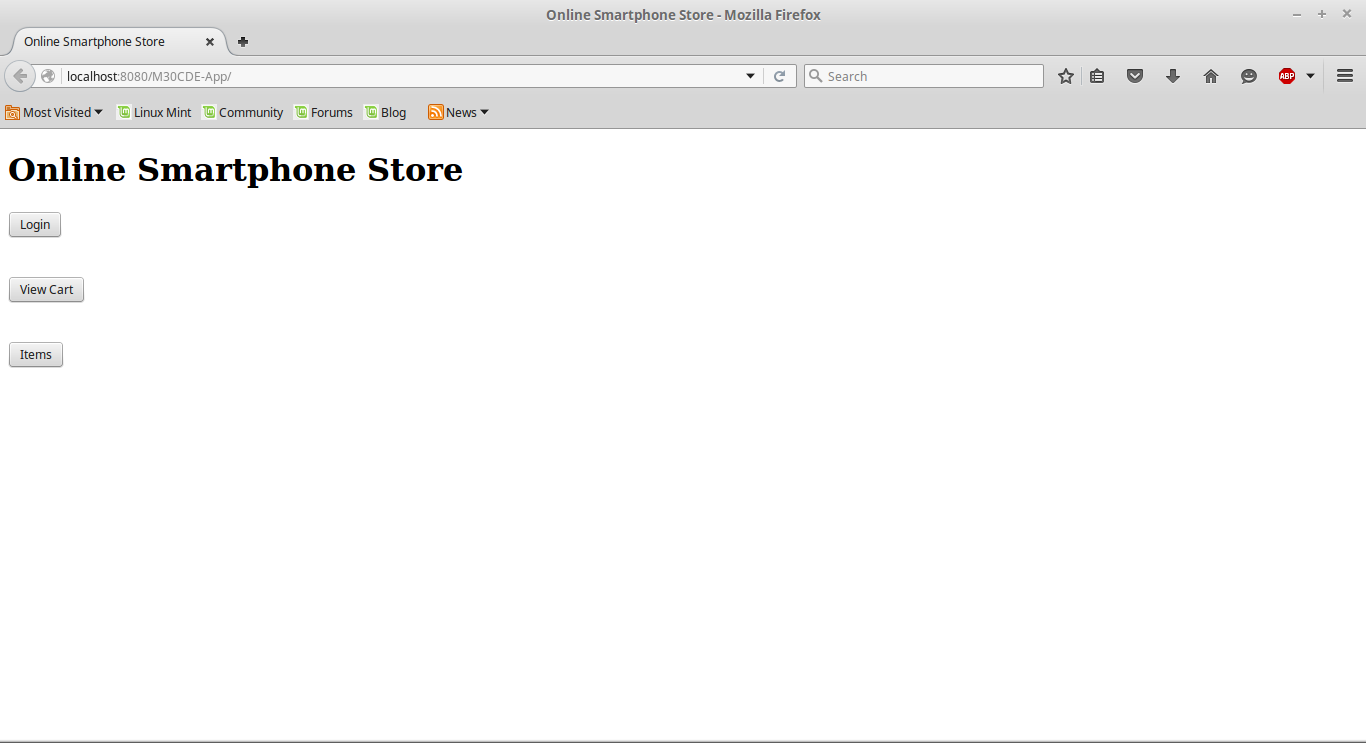 Online Smartphone Store - Mozilla Firefox
Online Smartphone Store
localhost:8080/M30CDE-App/ Search ABP
Most Visited Linux Mint Community Forums Blog News
Online Smartphone Store
Login
View Cart
Items